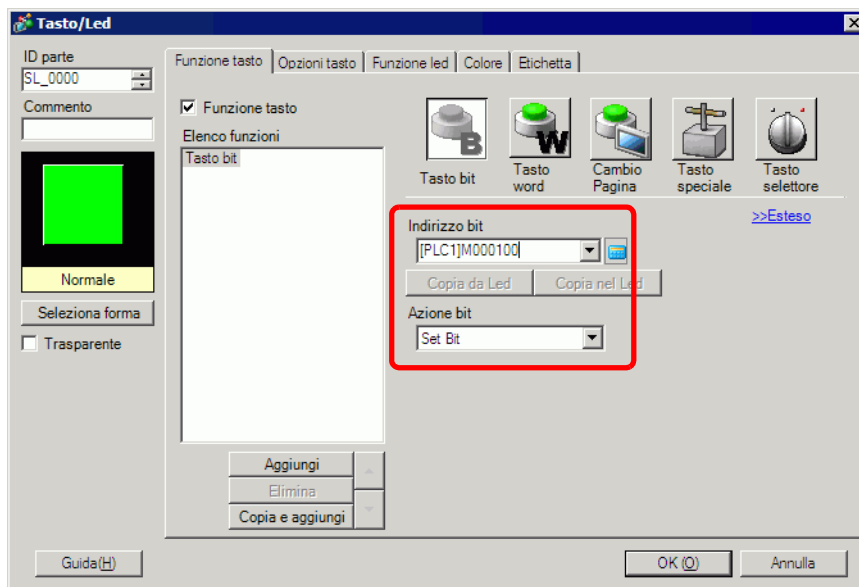 Tasto/Led
ID parte
SL_0000
Commento
Normale
Seleziona forma
Trasparente
Funzione tasto
Opzioni tasto
Funzione led
Colore
Etichetta
Funzione tasto
Elenco funzioni
Tasto bit
Aggiungi
Elimina
Copia e aggiungi
B
Tasto bit
W
Tasto
word
Cambio
Pagina
Tasto
speciale
Tasto
selettore
>>Esteso
Indirizzo bit
[PLC1]M000100
Copia da Led
Copia nel Led
Azione bit
Set Bit
Guida(H)
OK (O)
Annulla